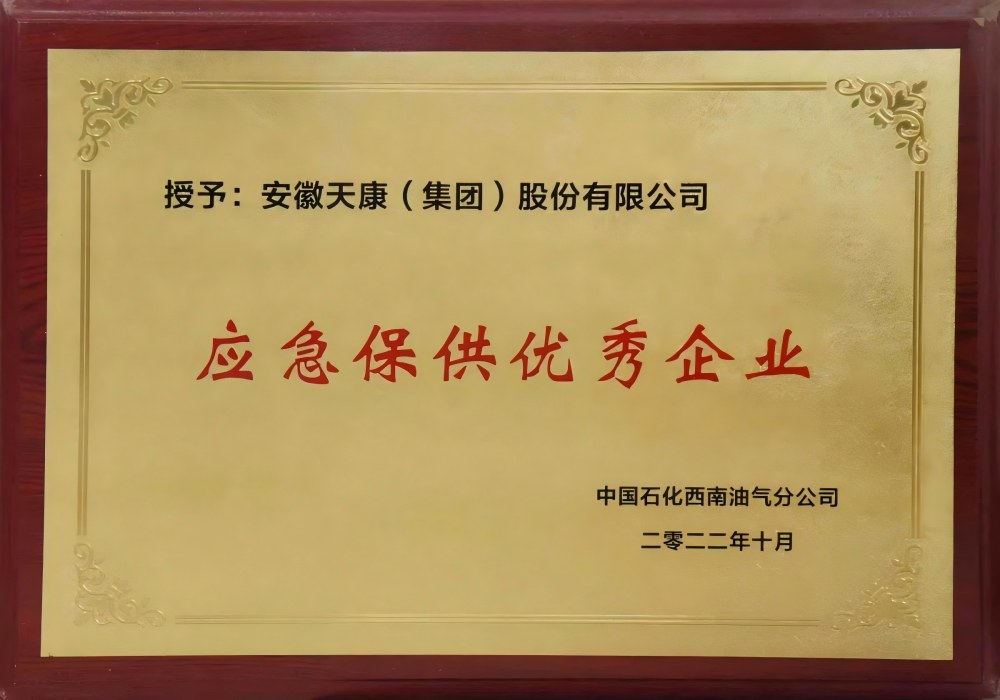 授予：安徽天康（集团）股份有限公司
应急保供优秀企业
中国石化西南油气分公司
二零二二年十月